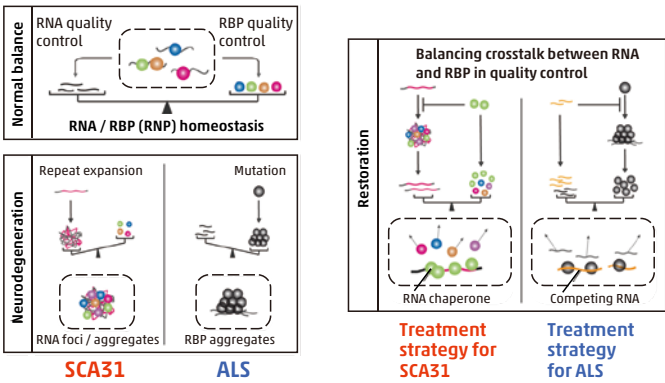 Normal balance
RNA quality
control
RBP quality
control
RNA / RBP (RNP) homeostasis
Neurodegeneration
Repeat expansion
Mutation
RNA foci / aggregates
RBP aggregates
SCA31
ALS
Restoration
Balancing crosstalk between RNA
and RBP in quality control
RNA chaperone
Competing RNA
Treatment
strategy for
SCA31
Treatment
strategy
for ALS